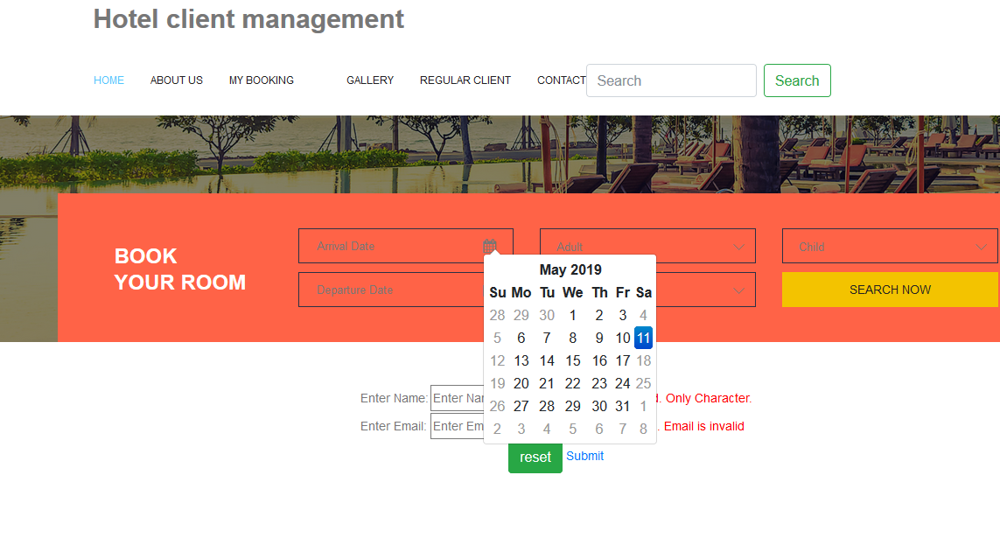 Hotel client management
HOME ABOUT US MY BOOKING GALLERY REGULAR CLIENT CONTACT Search Search
BOOK
YOUR ROOM
Arrival Date Adult Child
Departure Date SEARCH NOW
May 2019
Su Mo Tu We Th Fr Sa
28 29 30 1 2 3 4
5 6 7 8 9 10 11
12 13 14 15 16 17 18
19 20 21 22 23 24 25
26 27 28 29 30 31 1
2 3 4 5 6 7 8
Enter Name: Enter Only Character.
Enter Email: Enter Email is invalid
reset Submit